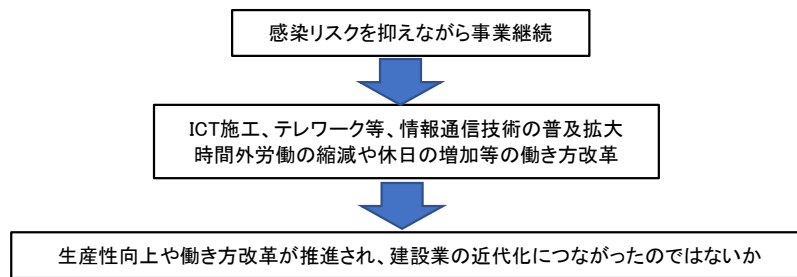 感染リスクを抑えながら事業継続
ICT施工、テレワーク等、情報通信技術の普及拡大
時間外労働の縮減や休日の増加等の働き方改革
生産性向上や働き方改革が推進され、建設業の近代化につながったのではないか